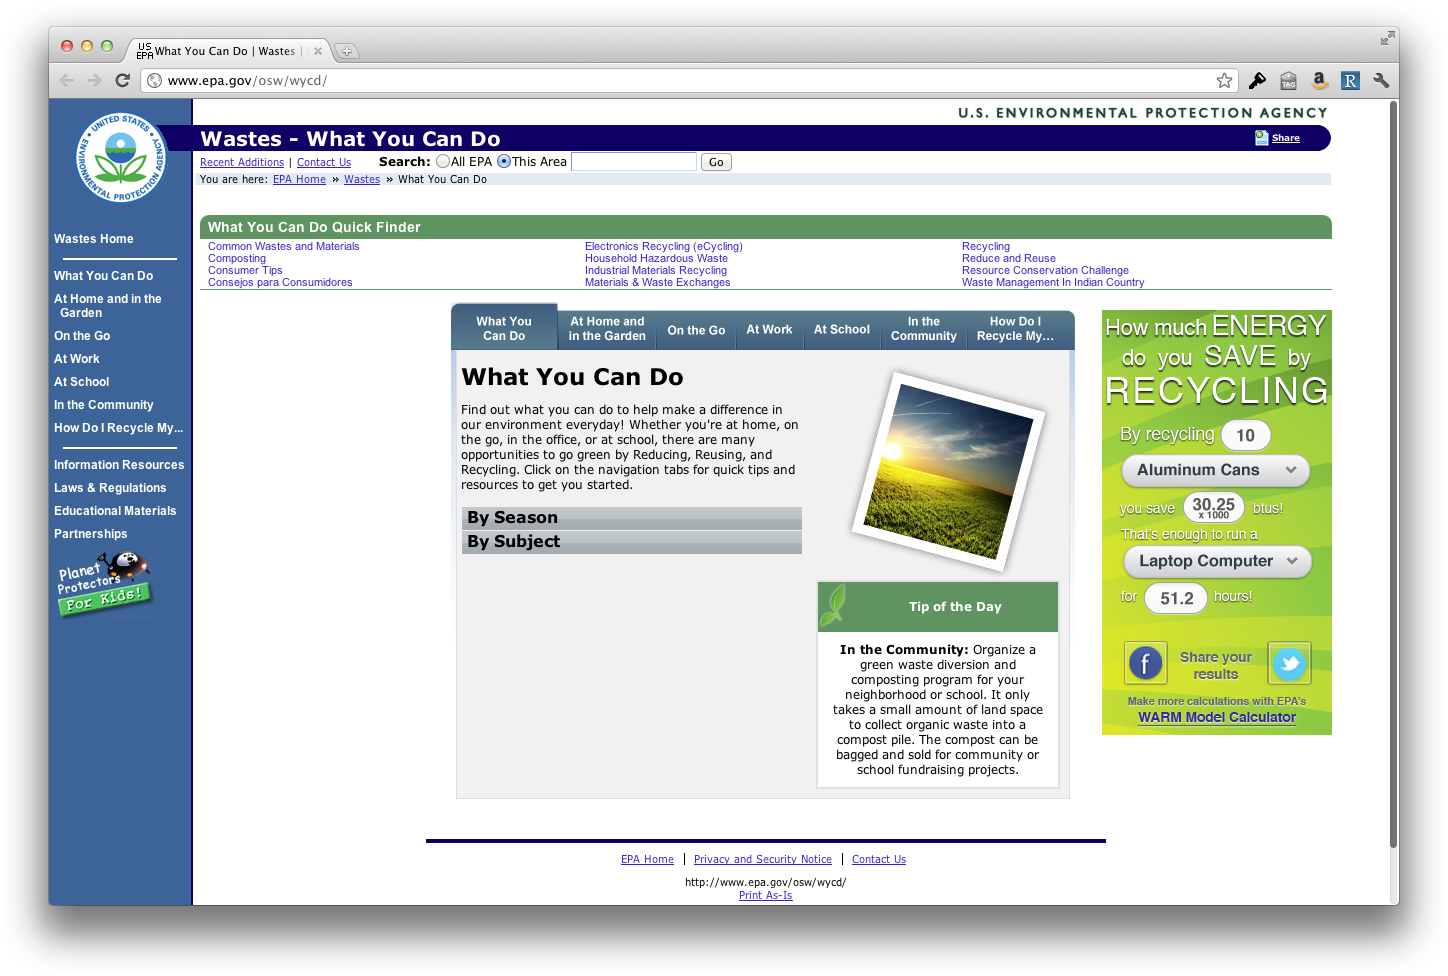 US
EPA What You Can Do | Wastes |
www.epa.gov/osw/wycd/
TAG
a
R
UNITED STATES
ENVIRONMENTAL PROTECTION AGENCY
U.S. ENVIRONMENTAL PROTECTION AGENCY
Wastes - What You Can Do
Share
Recent Additions | Contact Us Search: All EPA This Area Go
You are here: EPA Home » Wastes » What You Can Do
Wastes Home
What You Can Do
At Home and in the
Garden
On the Go
At Work
At School
In the Community
How Do I Recycle My...
Information Resources
Laws & Regulations
Educational Materials
Partnerships
Planet
Protectors
For Kids!
What You Can Do Quick Finder
Common Wastes and Materials
Composting
Consumer Tips
Consejos para Consumidores
Electronics Recycling (eCycling)
Household Hazardous Waste
Industrial Materials Recycling
Materials & Waste Exchanges
Recycling
Reduce and Reuse
Resource Conservation Challenge
Waste Management In Indian Country
What You
Can Do
At Home and
in the Garden
On the Go
At Work
At School
In the
Community
How Do I
Recycle My...
What You Can Do
Find out what you can do to help make a difference in
our environment everyday! Whether you're at home, on
the go, in the office, or at school, there are many
opportunities to go green by Reducing, Reusing, and
Recycling. Click on the navigation tabs for quick tips and
resources to get you started.
By Season
By Subject
Tip of the Day
In the Community: Organize a
green waste diversion and
composting program for your
neighborhood or school. It only
takes a small amount of land space
to collect organic waste into a
compost pile. The compost can be
bagged and sold for community or
school fundraising projects.
How much ENERGY
do you SAVE by
RECYCLING
By recycling 10
Aluminum Cans
you save 30.25 x 1000 btus!
That's enough to run a
Laptop Computer
for 51.2 hours!
f
Share your
results
Make more calculations with EPA's
WARM Model Calculator
EPA Home | Privacy and Security Notice | Contact Us
http://www.epa.gov/osw/wycd/
Print As-Is